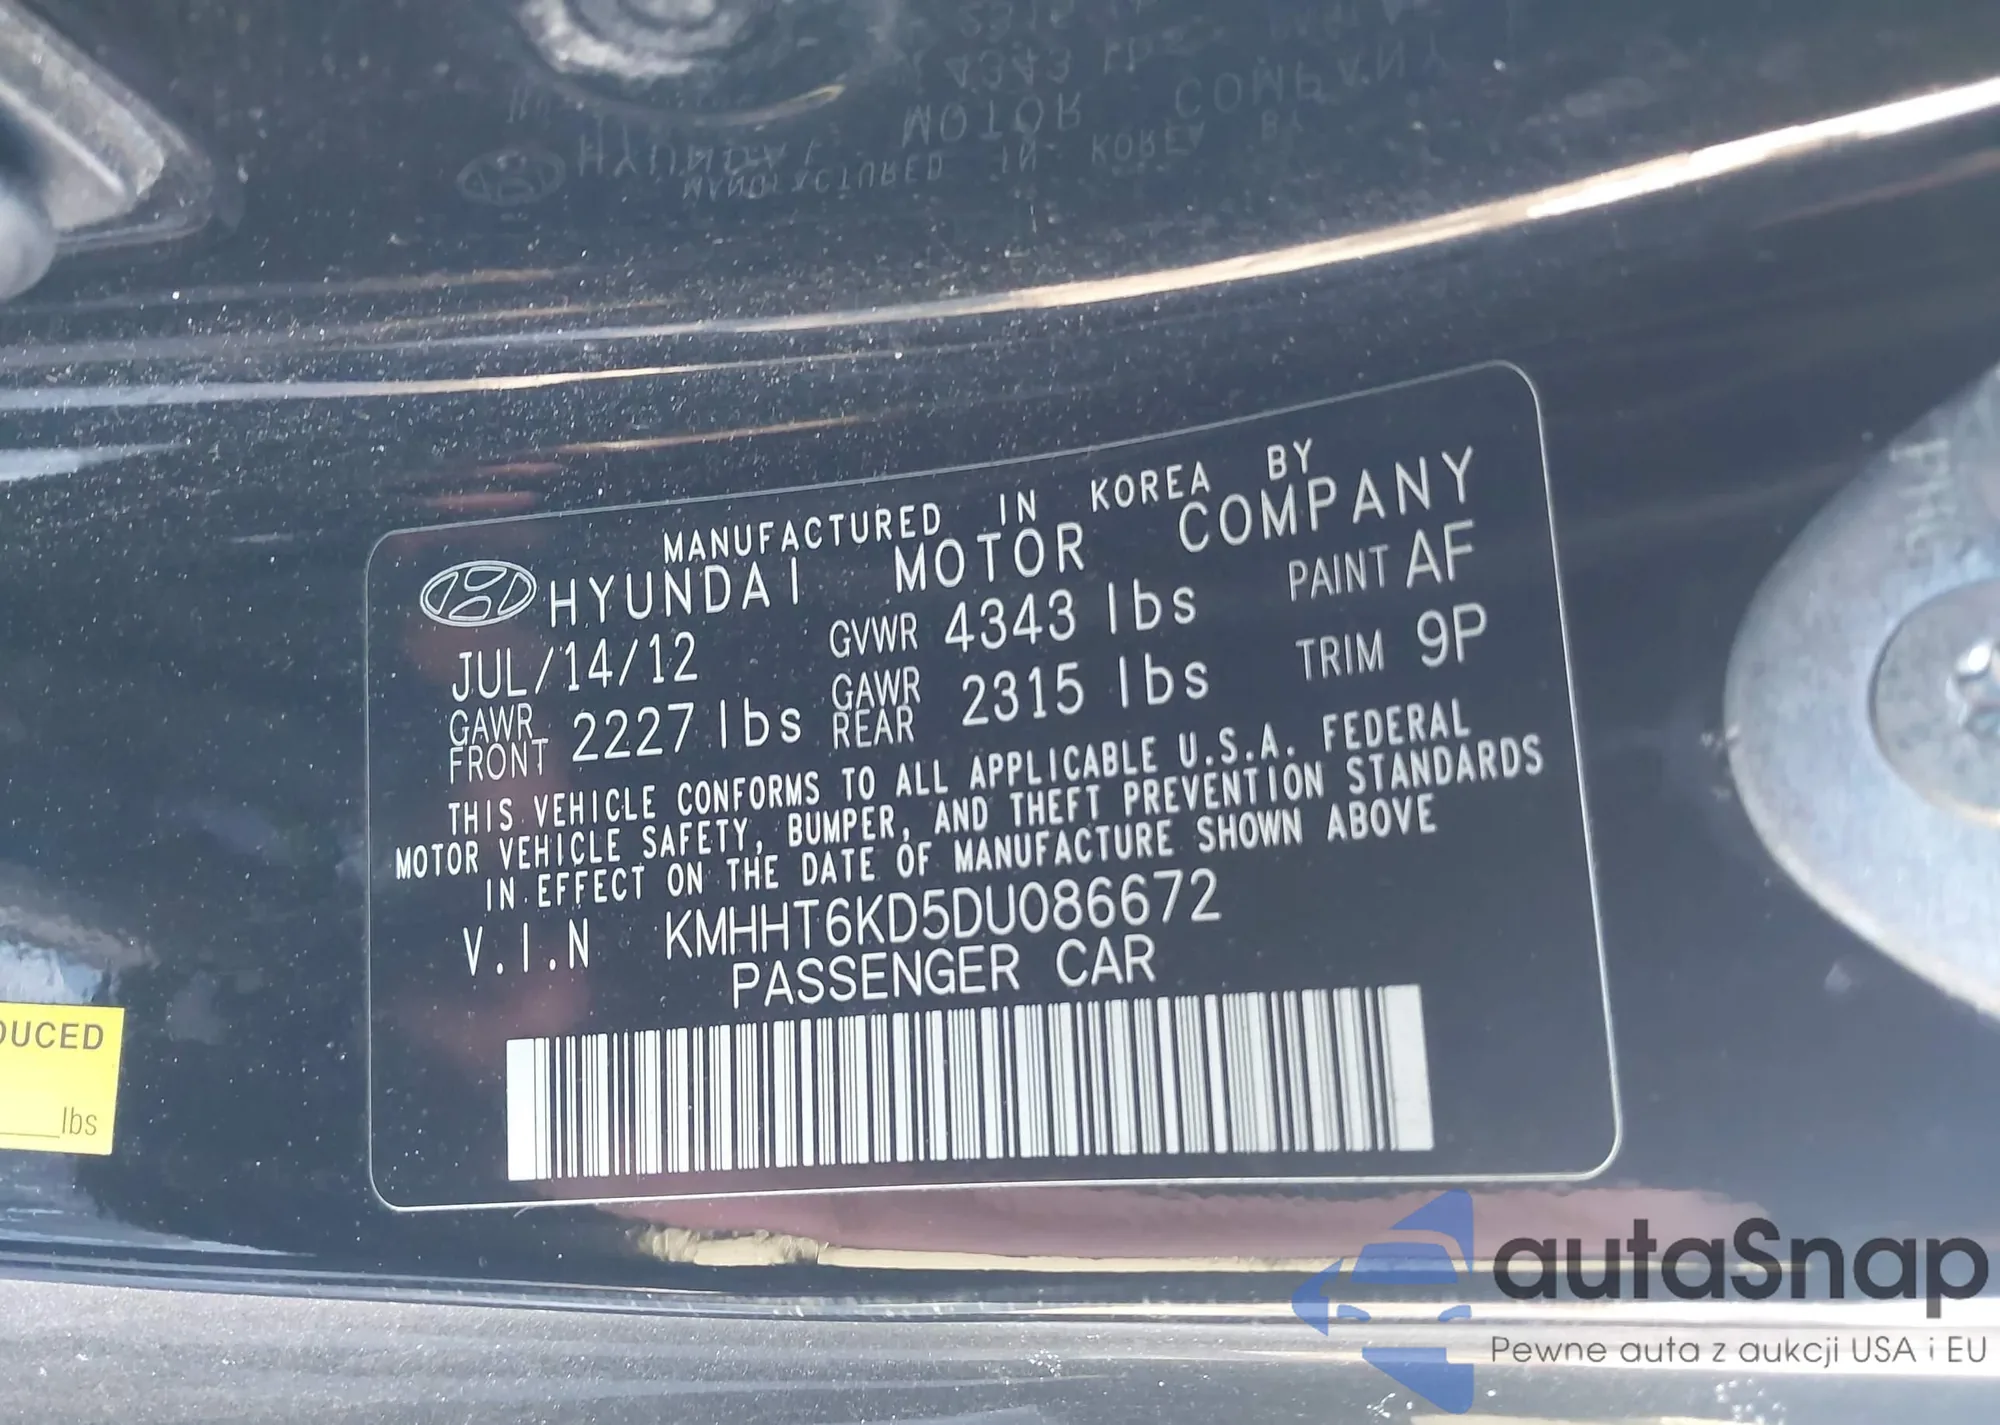 MANUFACTURED IN KOREA BY
HYUNDAI MOTOR COMPANY
JUL/14/12 GVWR 4343 lbs PAINT AF
GAWR FRONT 2227 lbs GAWR REAR 2315 lbs TRIM 9P
THIS VEHICLE CONFORMS TO ALL APPLICABLE U.S.A. FEDERAL
MOTOR VEHICLE SAFETY, BUMPER, AND THEFT PREVENTION STANDARDS
IN EFFECT ON THE DATE OF MANUFACTURE SHOWN ABOVE
V.I.N KMHHT6KD5DU086672
PASSENGER CAR
lbs
autaSnap
Pewne auta z aukcji USA i EU